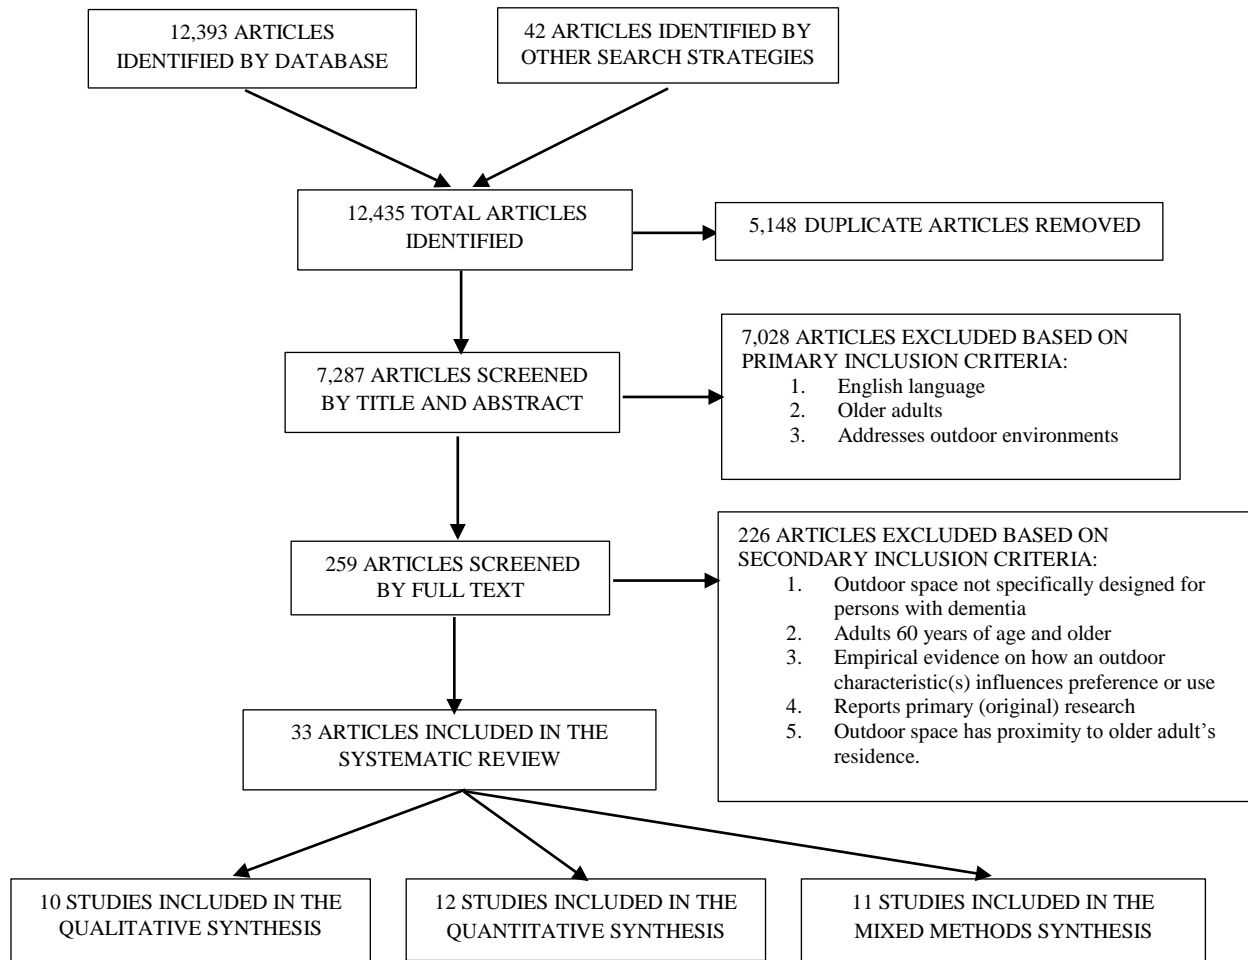 12,393 ARTICLES
IDENTIFIED BY DATABASE
42 ARTICLES IDENTIFIED BY
OTHER SEARCH STRATEGIES
12,435 TOTAL ARTICLES
IDENTIFIED
5,148 DUPLICATE ARTICLES REMOVED
7,287 ARTICLES SCREENED
BY TITLE AND ABSTRACT
7,028 ARTICLES EXCLUDED BASED ON
PRIMARY INCLUSION CRITERIA:
1. English language
2. Older adults
3. Addresses outdoor environments
259 ARTICLES SCREENED
BY FULL TEXT
226 ARTICLES EXCLUDED BASED ON
SECONDARY INCLUSION CRITERIA:
1. Outdoor space not specifically designed for
persons with dementia
2. Adults 60 years of age and older
3. Empirical evidence on how an outdoor
characteristic(s) influences preference or use
4. Reports primary (original) research
5. Outdoor space has proximity to older adult’s
residence.
33 ARTICLES INCLUDED IN THE
SYSTEMATIC REVIEW
10 STUDIES INCLUDED IN THE
QUALITATIVE SYNTHESIS
12 STUDIES INCLUDED IN THE
QUANTITATIVE SYNTHESIS
11 STUDIES INCLUDED IN THE
MIXED METHODS SYNTHESIS